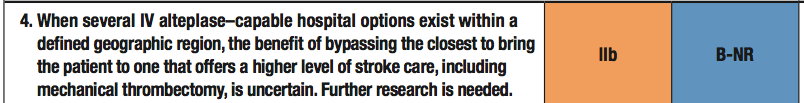 4. When several IV alteplase–capable hospital options exist within a
defined geographic region, the benefit of bypassing the closest to bring
the patient to one that offers a higher level of stroke care, including
mechanical thrombectomy, is uncertain. Further research is needed.
IIb
B-NR